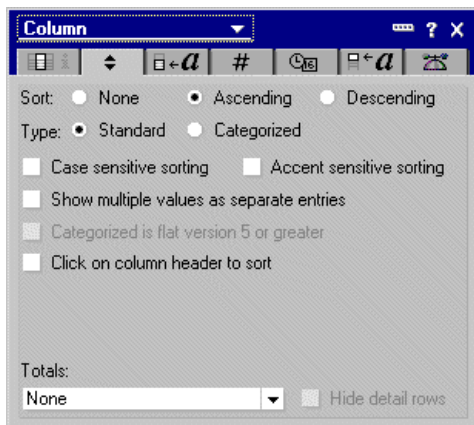 Column ?  X
i a # 16 a
Sort: None Ascending Descending
Type: Standard Categorized
Case sensitive sorting Accent sensitive sorting
Show multiple values as separate entries
Categorized is flat version 5 or greater
Click on column header to sort
Totals:
None Hide detail rows